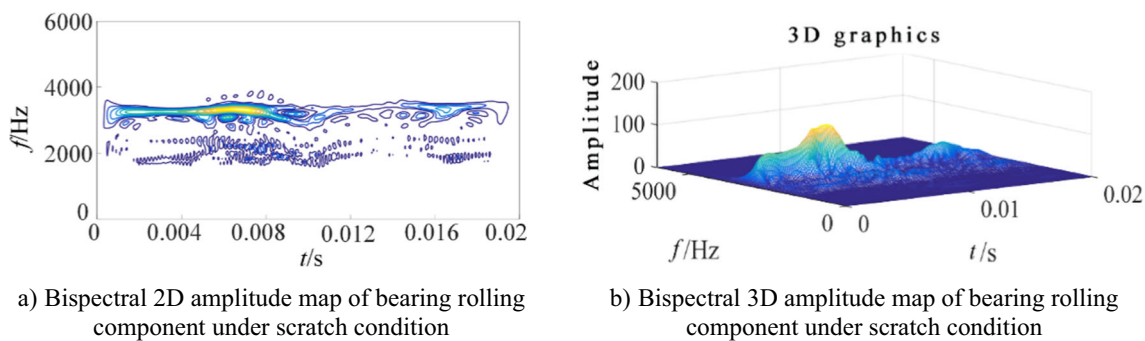 6000
4000
2000
0
f/Hz
0 0.004 0.008 0.012 0.016 0.02
t/s
a) Bispectral 2D amplitude map of bearing rolling
component under scratch condition
3D graphics
Amplitude
200
100
0
5000
0
f/Hz
0
0.01
0.02
t/s
b) Bispectral 3D amplitude map of bearing rolling
component under scratch condition